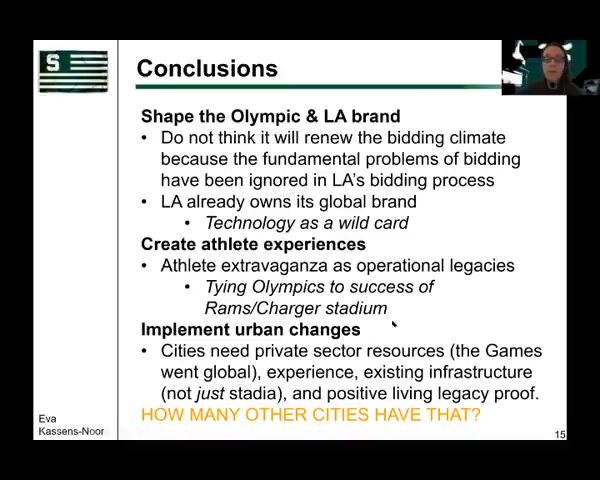 S
Conclusions
Shape the Olympic & LA brand
• Do not think it will renew the bidding climate
because the fundamental problems of bidding
have been ignored in LA's bidding process
• LA already owns its global brand
• Technology as a wild card
Create athlete experiences
• Athlete extravaganza as operational legacies
• Tying Olympics to success of
Rams/Charger stadium
Implement urban changes
• Cities need private sector resources (the Games
went global), experience, existing infrastructure
(not just stadia), and positive living legacy proof.
HOW MANY OTHER CITIES HAVE THAT?
Eva
Kassens-Noor
15